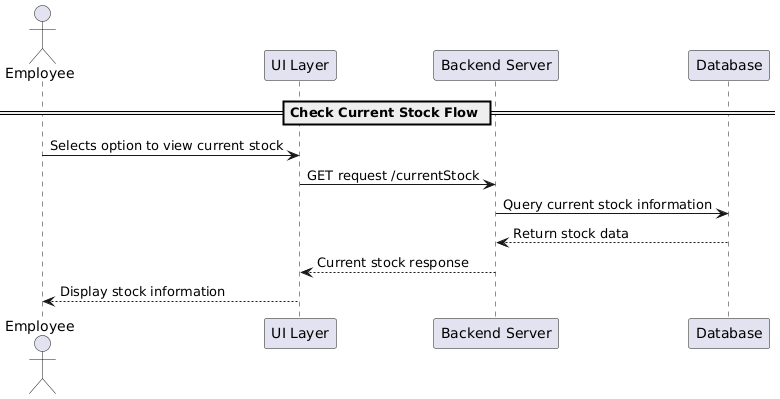 Employee
UI Layer
Backend Server
Database
Check Current Stock Flow
Selects option to view current stock
GET request /currentStock
Query current stock information
Return stock data
Current stock response
Display stock information
Employee
UI Layer
Backend Server
Database